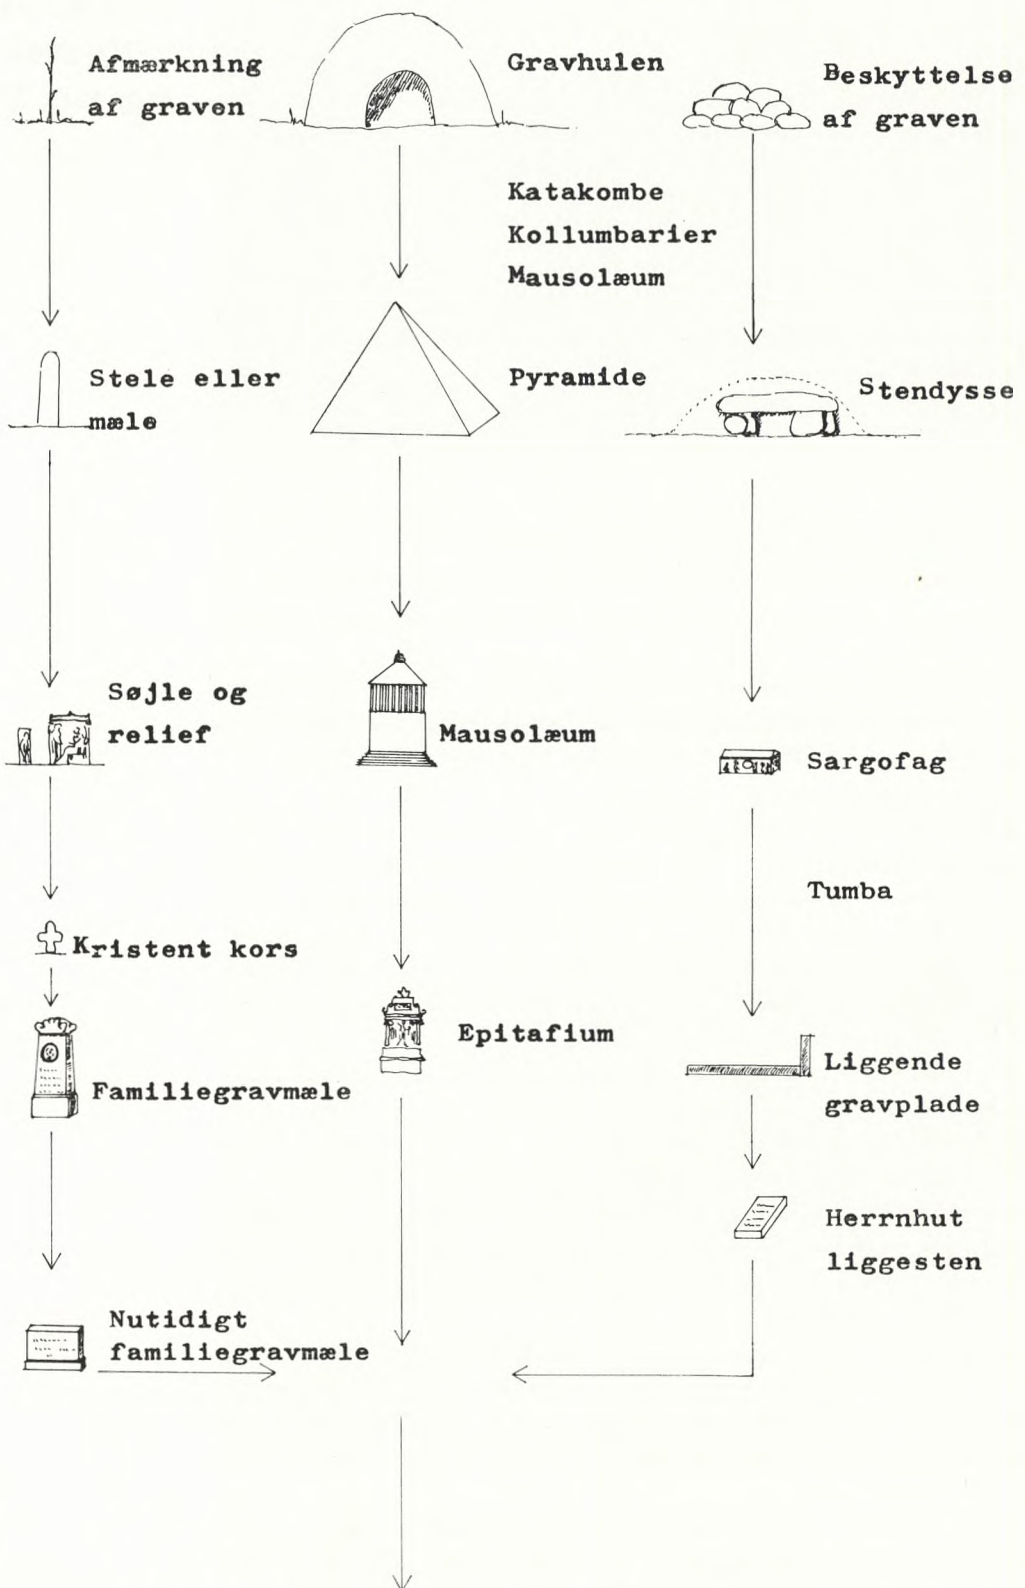 Afmærkning
af graven
Gravhulen
Beskyttelse
af graven
Katakombe
Kollumbarier
Mausolæum
Stele eller
mæle
Pyramide
Stendysse
Søjle og
relief
Mausolæum
Sargofag
Tumba
Kristent kors
Epitafium
Familiegravmæle
Liggende
gravplade
Herrnhut
liggesten
Nutidigt
familiegravmæle